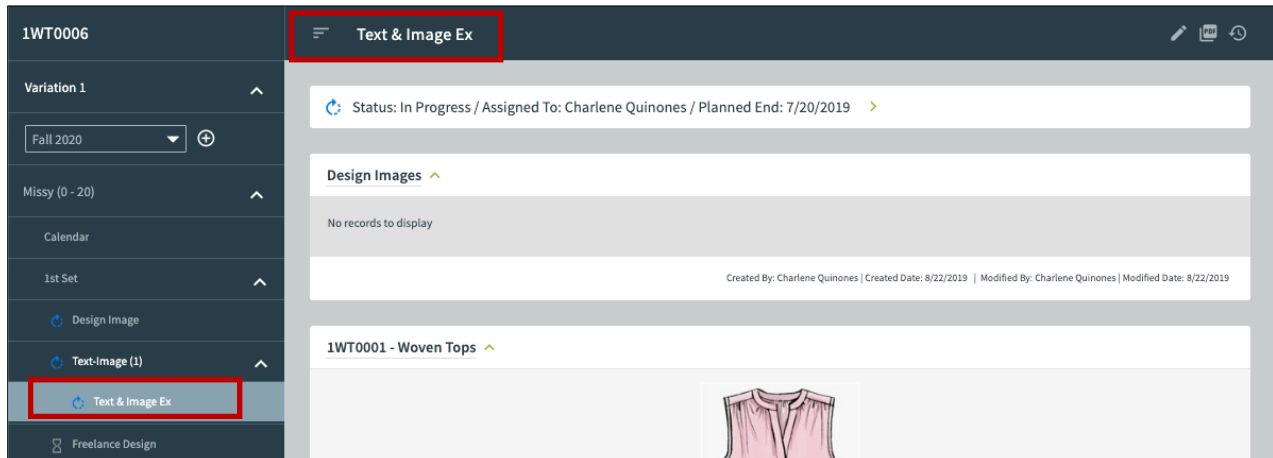 1WT0006
Variation 1
Fall 2020
Missy (0 - 20)
Calendar
1st Set
Design Image
Text-Image (1)
Text & Image Ex
Freelance Design
Text & Image Ex
PDF
Status: In Progress / Assigned To: Charlene Quinones / Planned End: 7/20/2019
Design Images
No records to display
Created By: Charlene Quinones | Created Date: 8/22/2019 | Modified By: Charlene Quinones | Modified Date: 8/22/2019
1WT0001 - Woven Tops